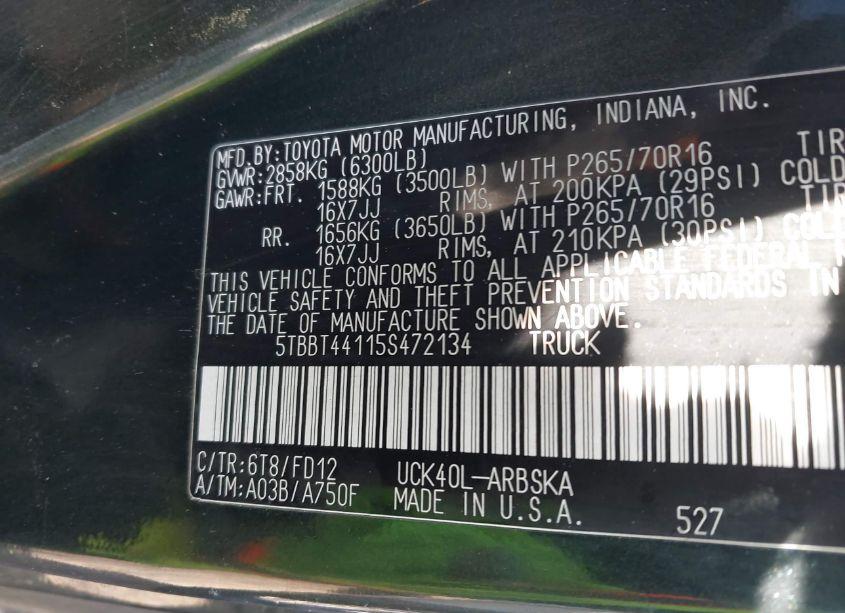 MFD.BY:TOYOTA MOTOR MANUFACTURING, INDIANA, INC.
GVWR:2858KG (6300LB)
GAWR:FRT. 1588KG (3500LB) WITH P265/70R16 TIR
16X7JJ RIMS, AT 200KPA (29PSI) COLD
RR. 1656KG (3650LB) WITH P265/70R16 TIR
16X7JJ RIMS, AT 210KPA (30PSI) COLD
THIS VEHICLE CONFORMS TO ALL APPLICABLE FEDERAL M
VEHICLE SAFETY AND THEFT PREVENTION STANDARDS IN
THE DATE OF MANUFACTURE SHOWN ABOVE.
5TBBT44115S472134 TRUCK
C/TR:6T8/FD12 UCK40L-ARBSKA
A/TM:A03B/A750F MADE IN U.S.A. 527